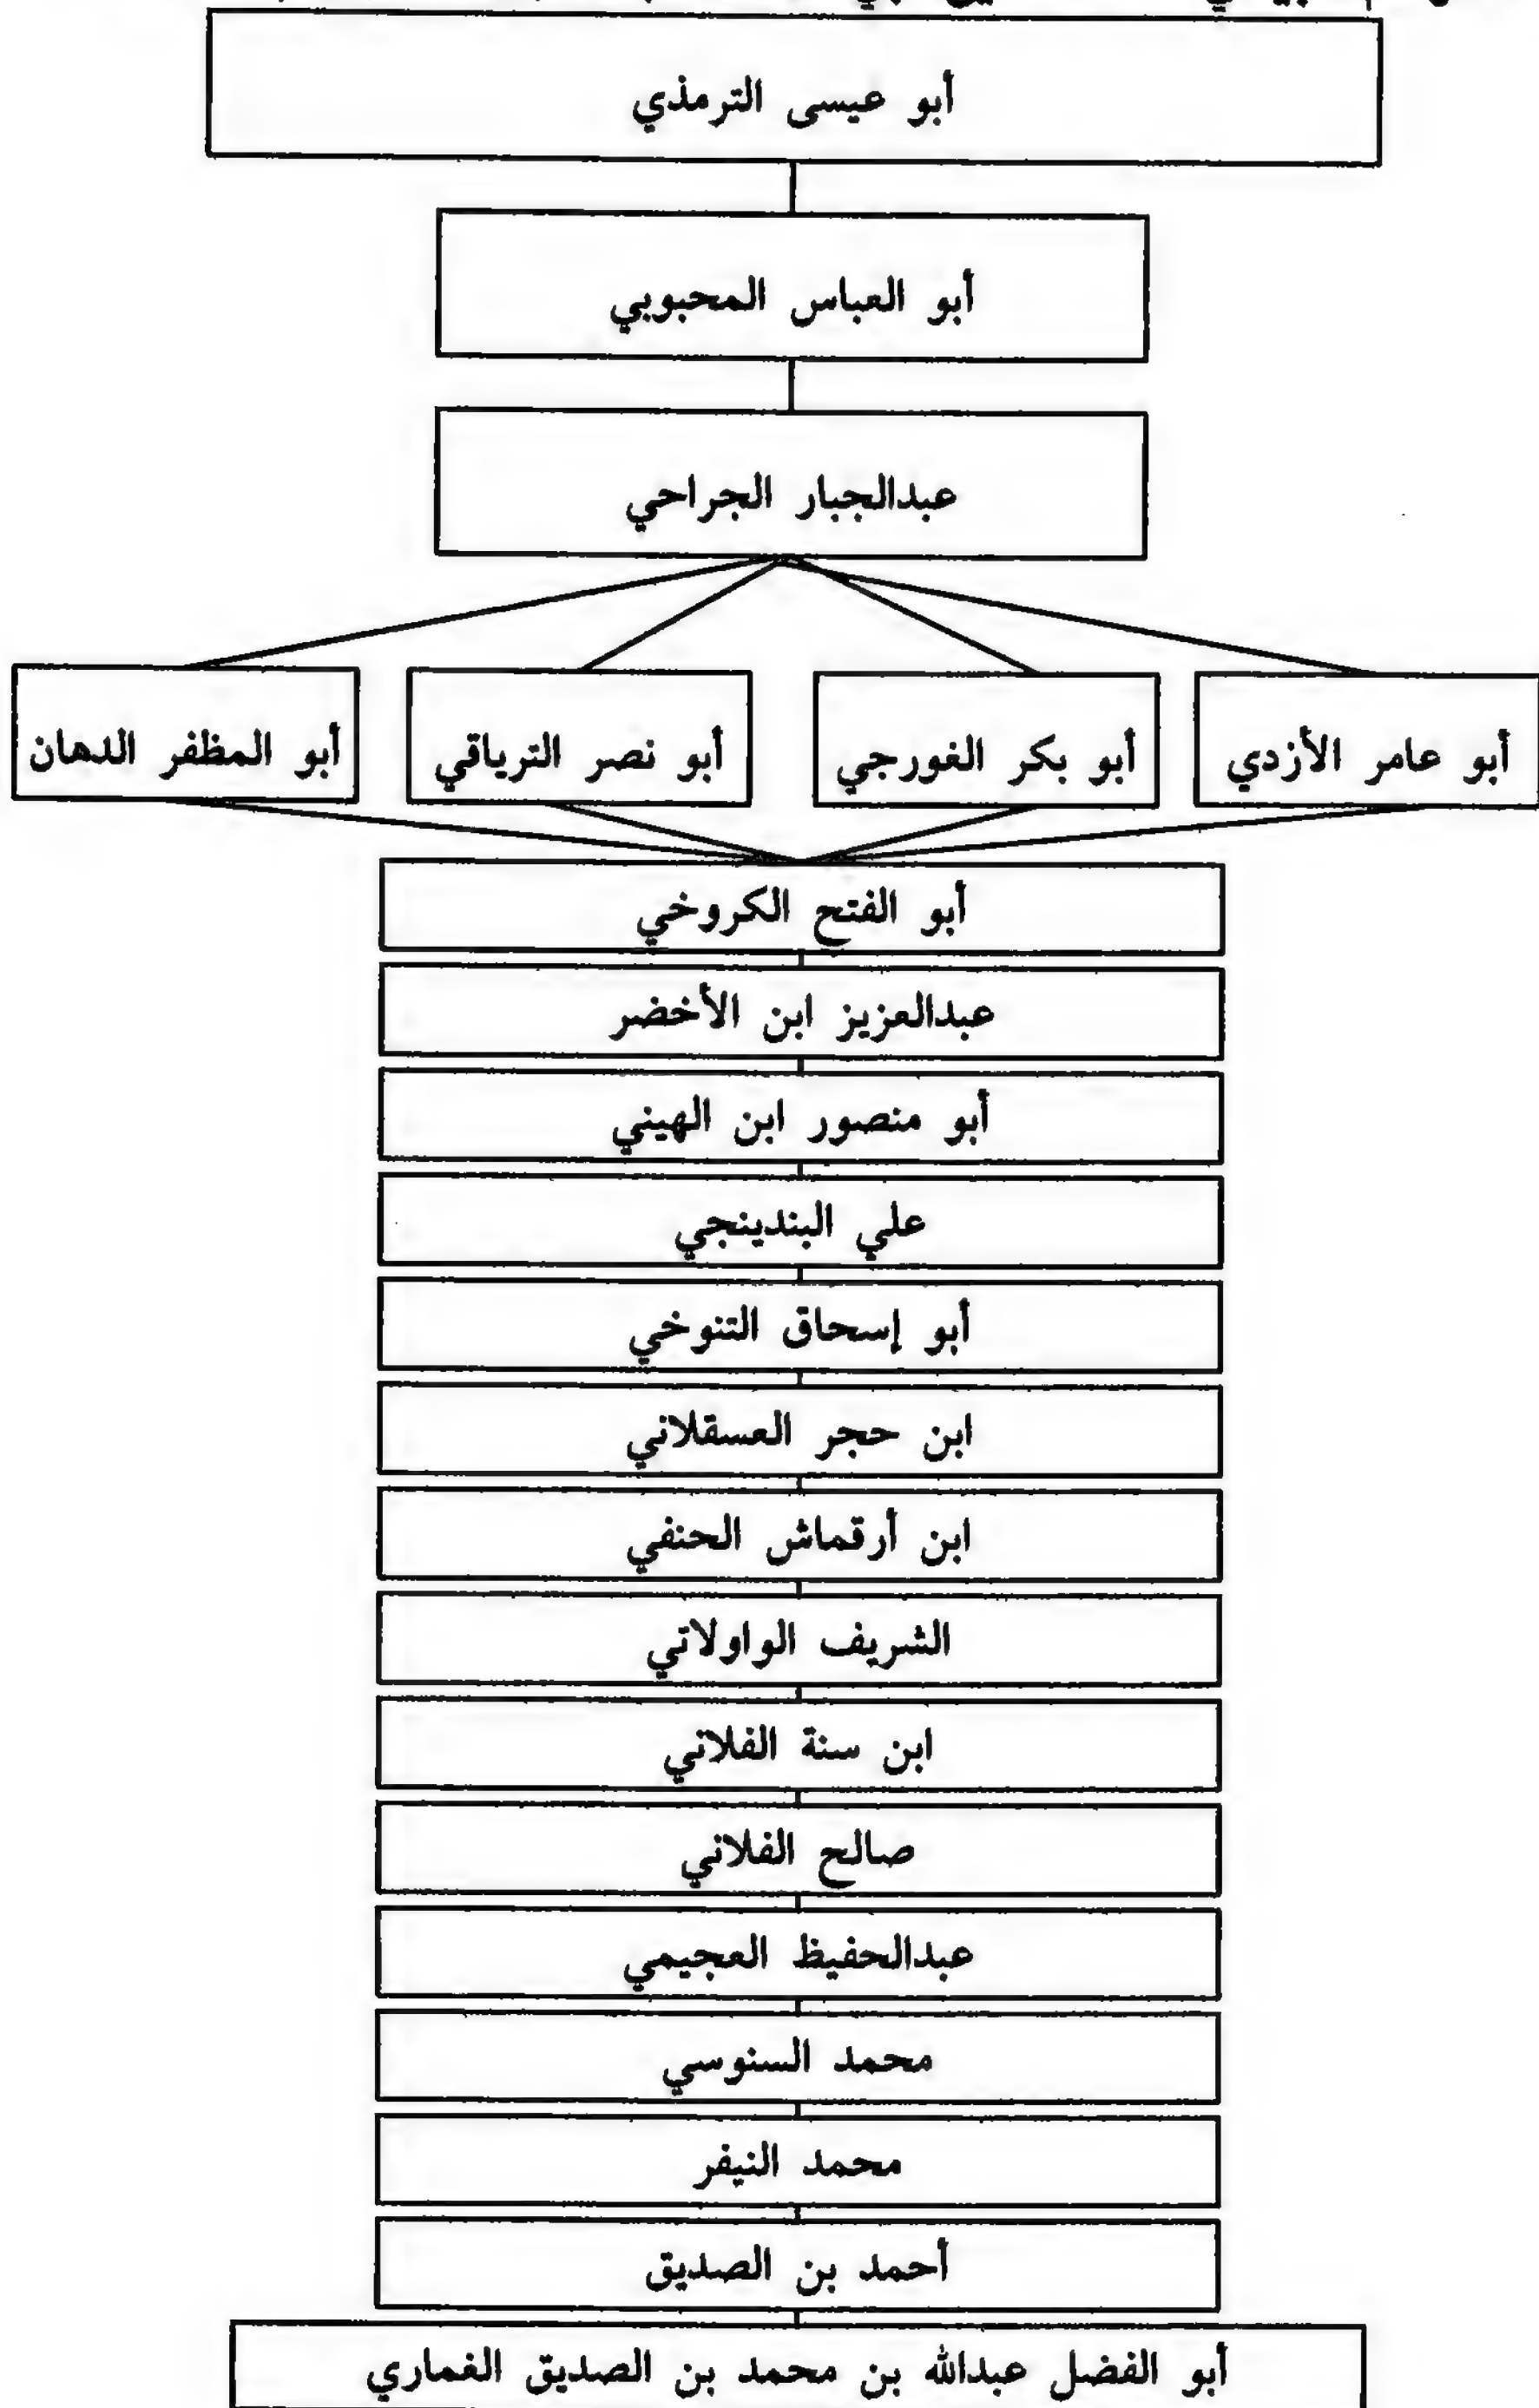 أبو عيسى الترمذي
أبو العباس المحبوبي
عبدالجبار الجراحي
أبو عامر الأزدي
أبو بكر الغورجي
أبو نصر الترياقي
أبو المظفر الدهان
أبو الفتح الكروخي
عبدالعزيز ابن الأخضر
أبو منصور ابن الهيني
علي البندينجي
أبو إسحاق التنوخي
ابن حجر العسقلاني
ابن أرقماش الحنفي
الشريف الواولاتي
ابن سنة الفلاني
صالح الفلاني
عبدالحفيظ العجيمي
محمد السنوسي
محمد النيفر
أحمد بن الصديق
أبو الفضل عبدالله بن محمد بن الصديق الغماري